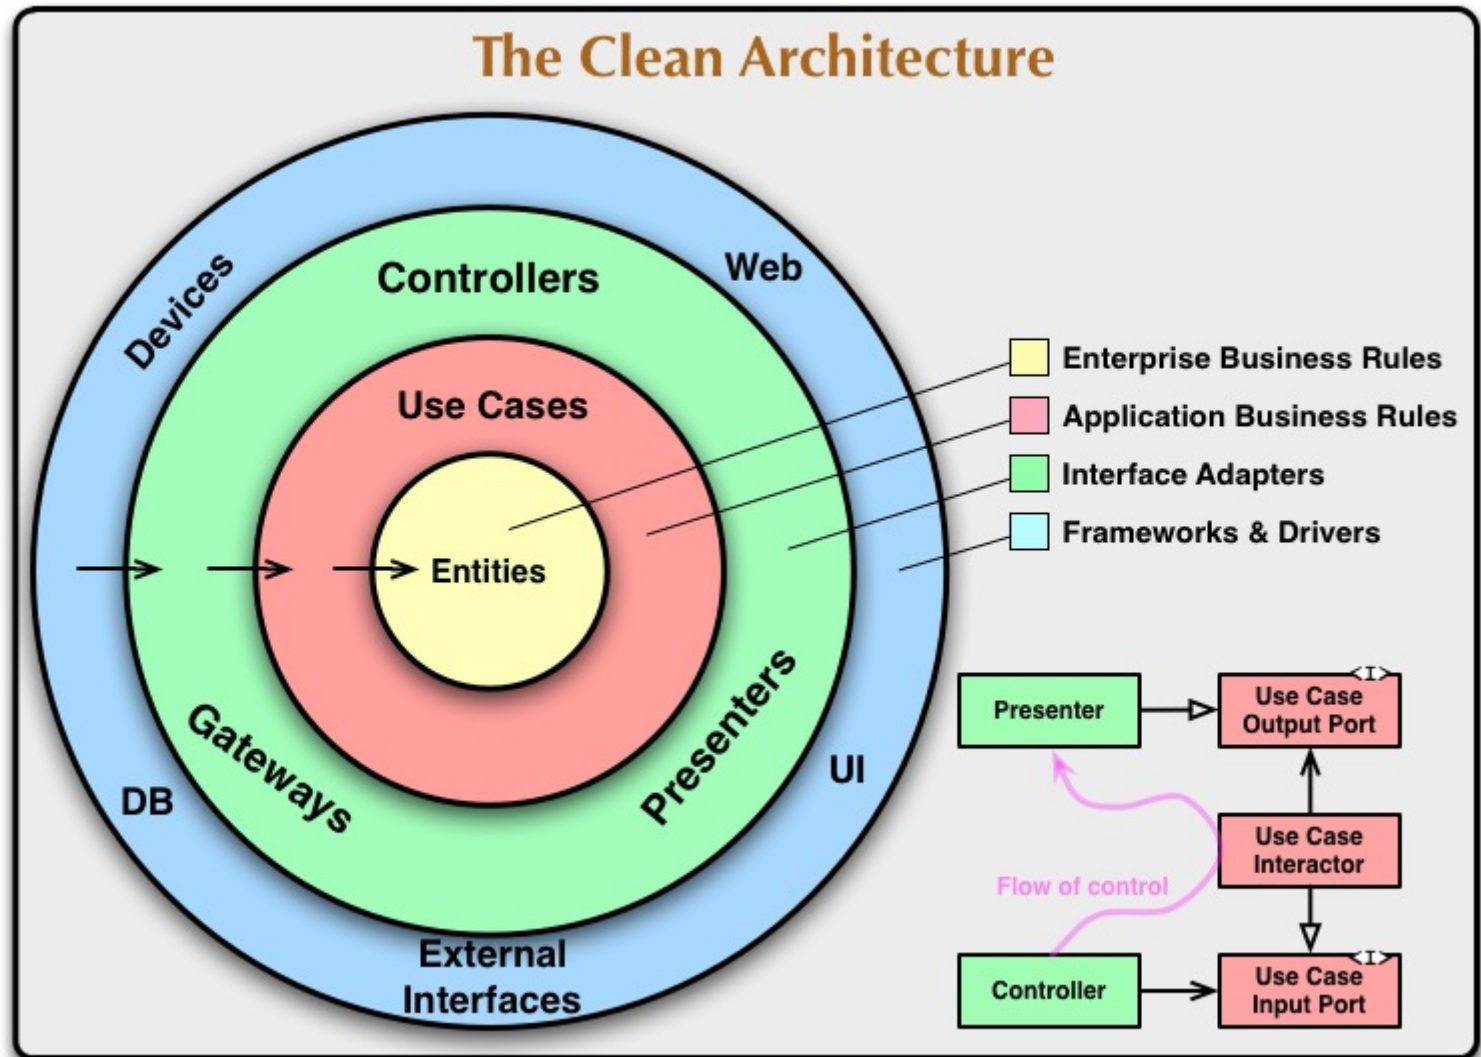 The Clean Architecture
Devices
Controllers
Web
Use Cases
Entities
Gateways
Presenters
DB
UI
External
Interfaces
Enterprise Business Rules
Application Business Rules
Interface Adapters
Frameworks & Drivers
Presenter
<I>
Use Case
Output Port
Use Case
Interactor
Flow of control
Controller
<I>
Use Case
Input Port